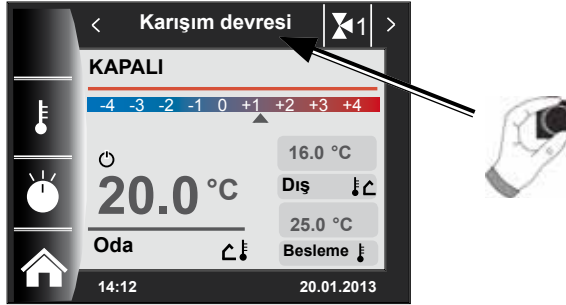 < Karışım devresi 1 >
KAPALI
-4 -3 -2 -1 0 +1 +2 +3 +4
16.0 °C
20.0 °C
Dış
25.0 °C
Oda
Besleme
14:12 20.01.2013